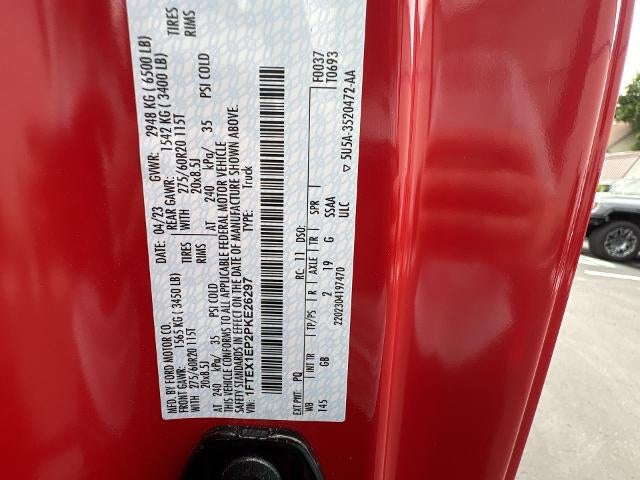 MFD. BY FORD MOTOR CO.
DATE: 04/23 GVWR: 2948 KG ( 6500 LB)
FRONT GAWR: 1565 KG ( 3450 LB) REAR GAWR: 1542 KG ( 3400 LB)
275/60R20 115T TIRES WITH 275/60R20 115T TIRES
20x8.5J RIMS 20x8.5J RIMS
AT 240 kPa/ 35 PSI COLD AT 240 kPa/ 35 PSI COLD
THIS VEHICLE CONFORMS TO ALL APPLICABLE FEDERAL MOTOR VEHICLE
SAFETY STANDARDS IN EFFECT ON THE DATE OF MANUFACTURE SHOWN ABOVE.
VIN: 1FTEX1EP2PKE26297 TYPE: Truck
F0037
T0693
EXT PNT: PQ RC: 11 DSO:
WB INT TR TP/PS R AXLE TR SPR
145 GB 2 19 G SSAA
ULC
2202304197470
5U5A-3520472-AA